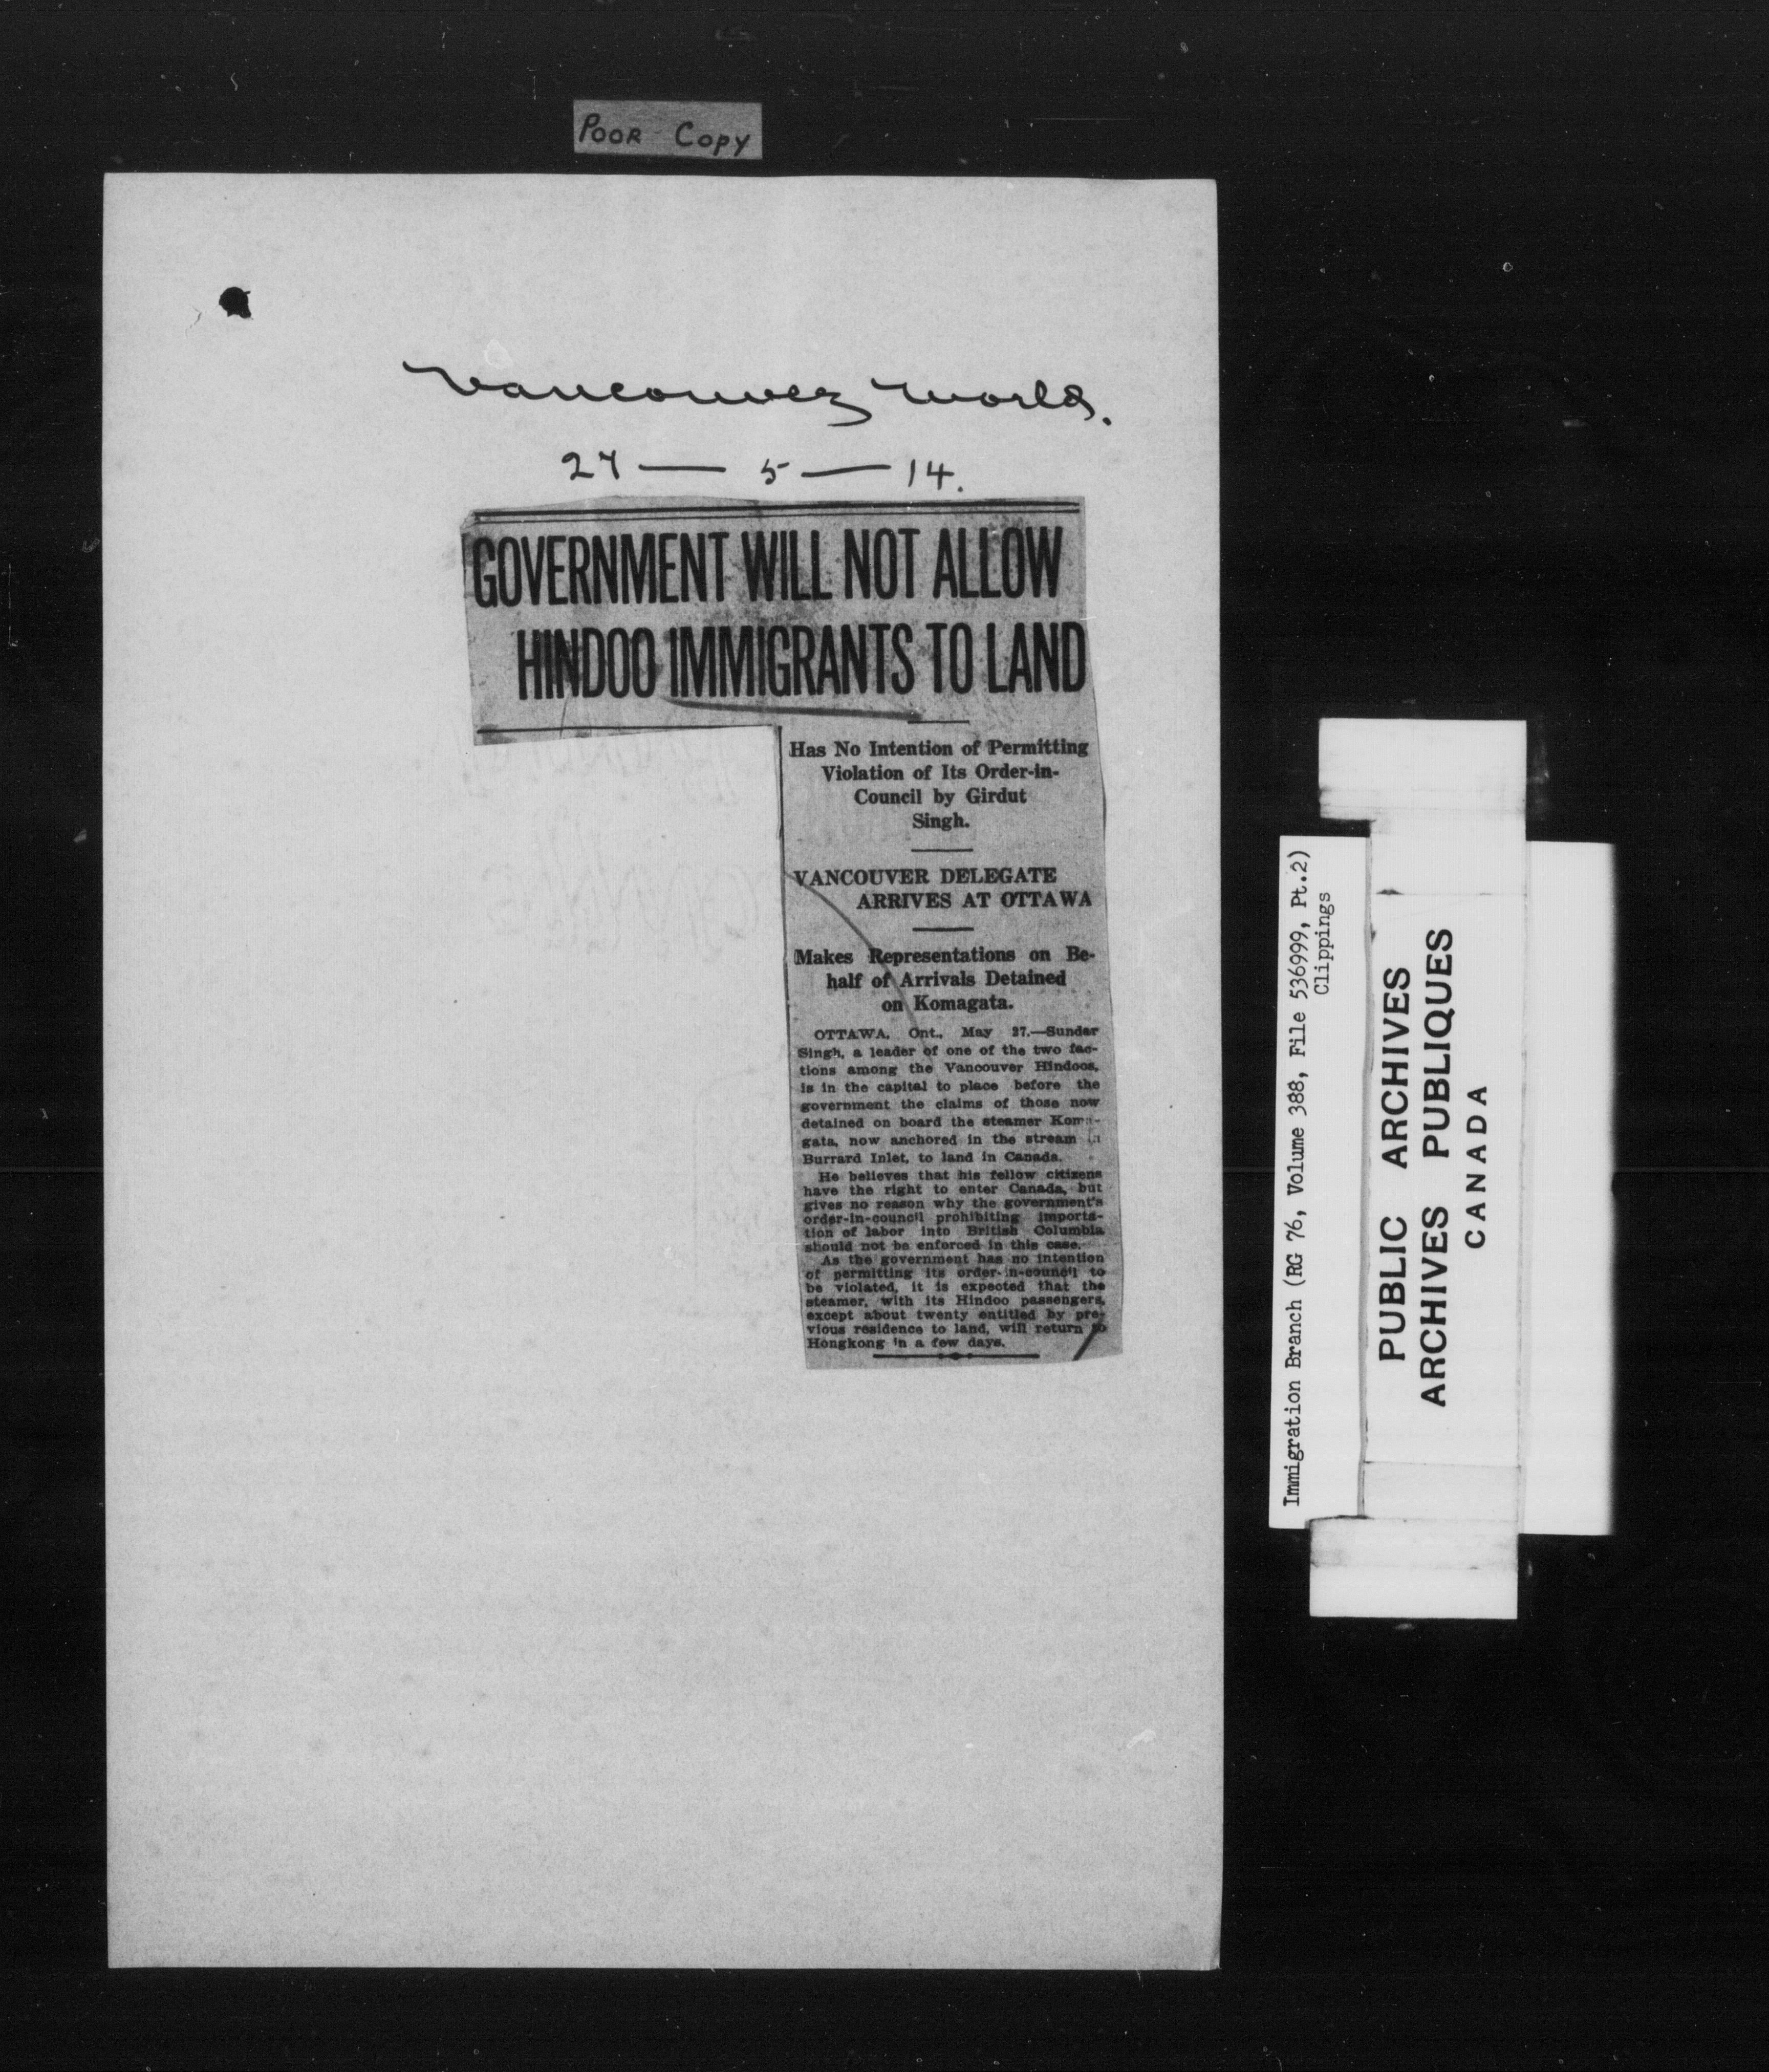 POOR COPY
Vancouver World.
27 — 5 — 14.
GOVERNMENT WILL NOT ALLOW
HINDOO IMMIGRANTS TO LAND
Has No Intention of Permitting
Violation of Its Order-in-
Council by Girdut
Singh.
VANCOUVER DELEGATE
ARRIVES AT OTTAWA
Makes Representations on Be-
half of Arrivals Detained
on Komagata.
OTTAWA, Ont., May 27.—Sunder
Singh, a leader of one of the two fac-
tions among the Vancouver Hindoos,
is in the capital to place before the
government the claims of those now
detained on board the steamer Koma-
gata, now anchored in the stream in
Burrard Inlet, to land in Canada.
He believes that his fellow citizens
have the right to enter Canada, but
gives no reason why the government's
order-in-council prohibiting importa-
tion of labor into British Columbia
should not be enforced in this case.
As the government has no intention
of permitting its order-in-council to
be violated, it is expected that the
steamer, with its Hindoo passengers,
except about twenty entitled by pre-
vious residence to land, will return to
Hongkong in a few days.
Immigration Branch (RG 76, Volume 388, File 536999, Pt.2)
Clippings
PUBLIC ARCHIVES
ARCHIVES PUBLIQUES
CANADA